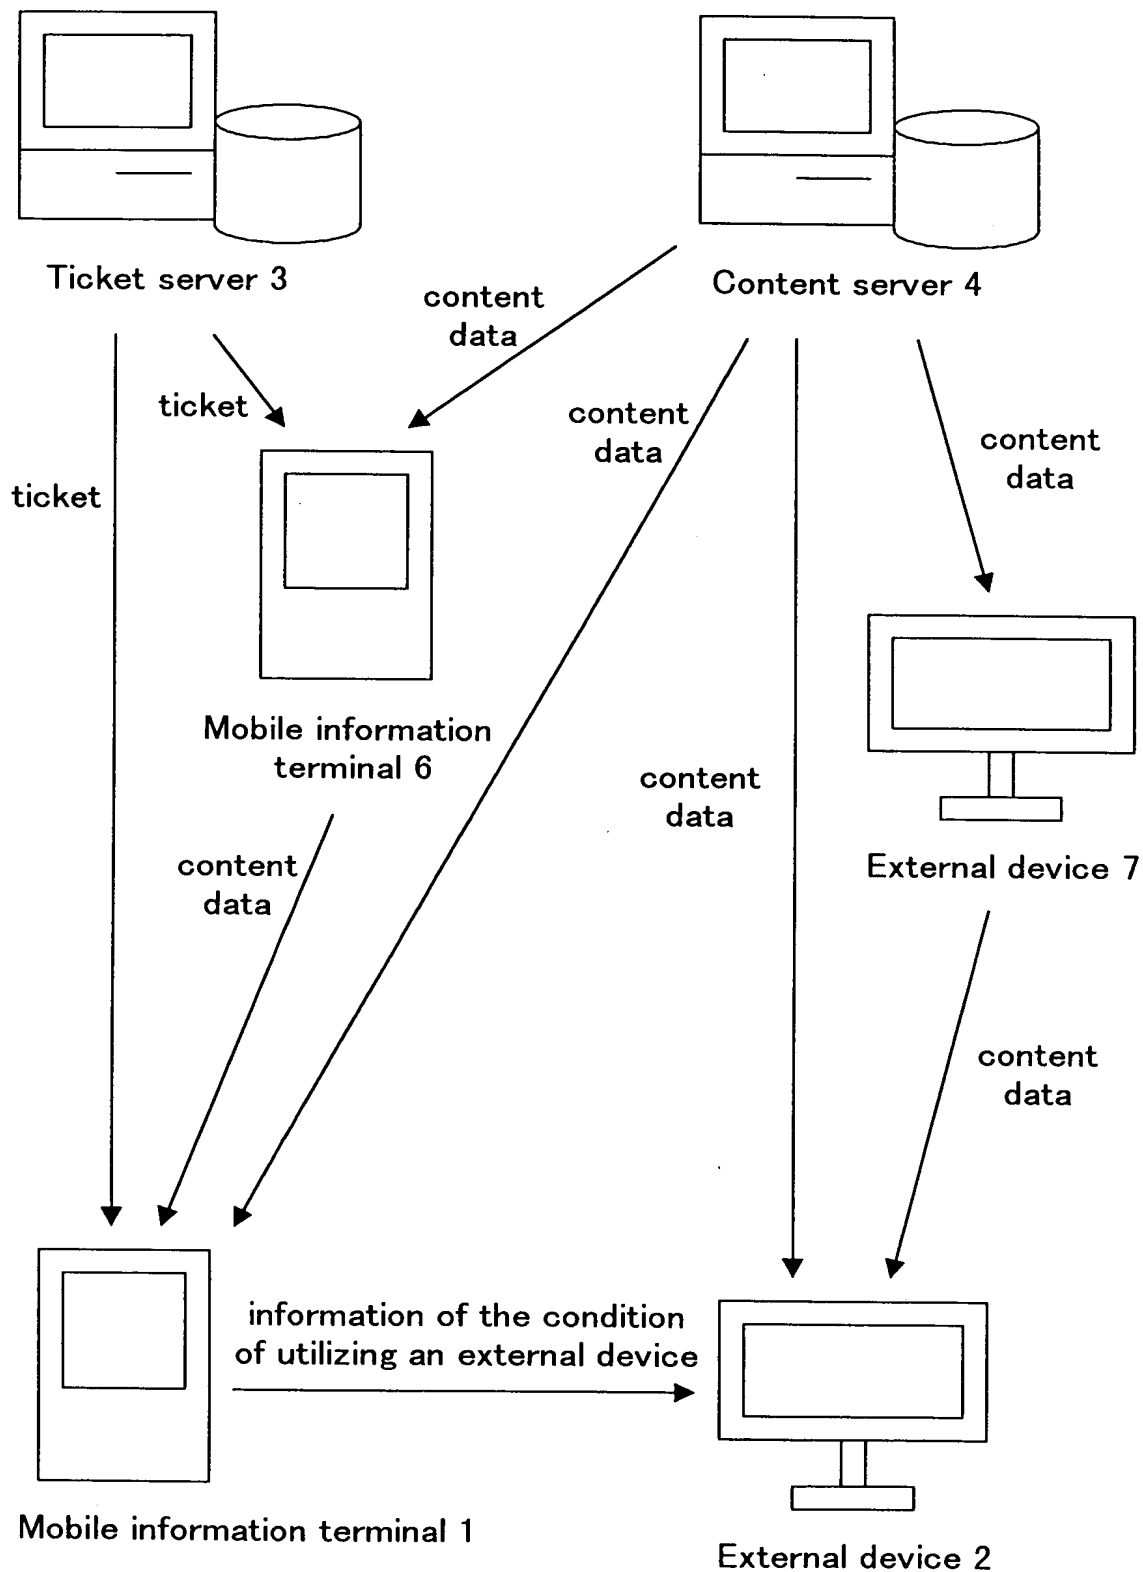 Ticket server 3
Content server 4
content
data
ticket
content
data
content
data
ticket
Mobile information
terminal 6
content
data
External device 7
content
data
content
data
information of the condition
of utilizing an external device
Mobile information terminal 1
External device 2